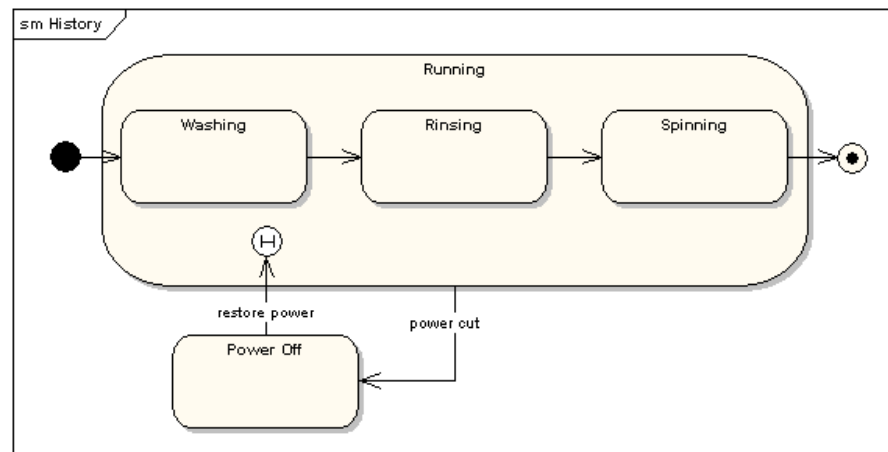 sm History
Running
Washing
Rinsing
Spinning
H
restore power
power cut
Power Off